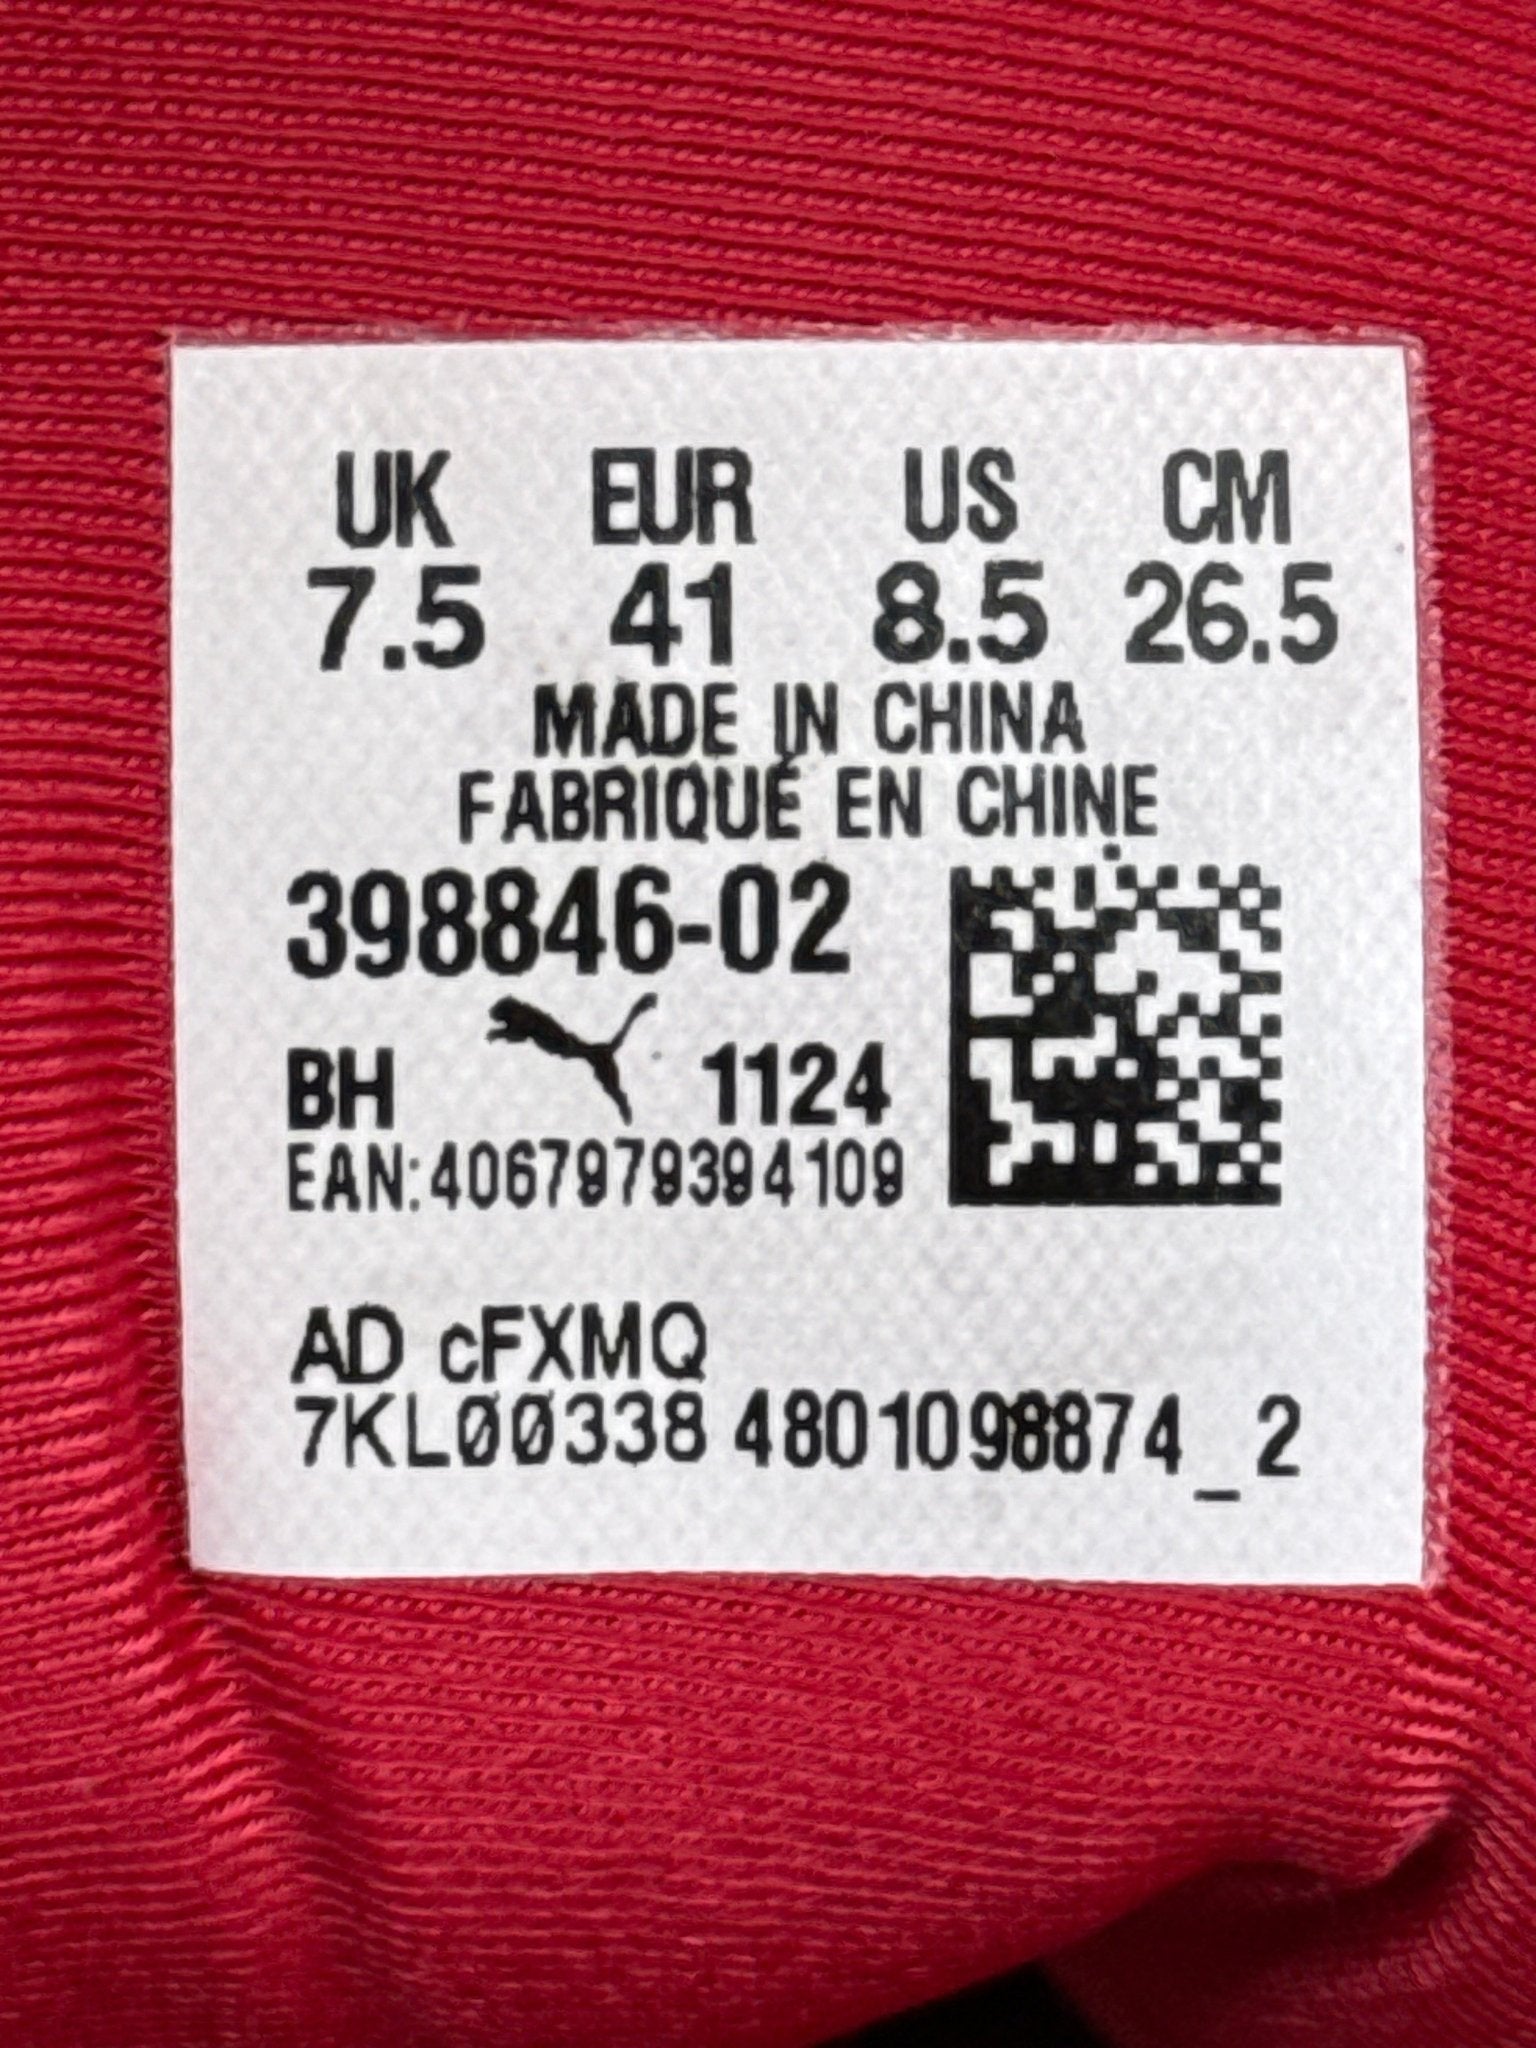 UK EUR US CM
7.5 41 8.5 26.5
MADE IN CHINA
FABRIQUÉ EN CHINE
398846-02
BH 1124
EAN:4067979394109
AD cFXMQ
7KL00338 4801098874_2